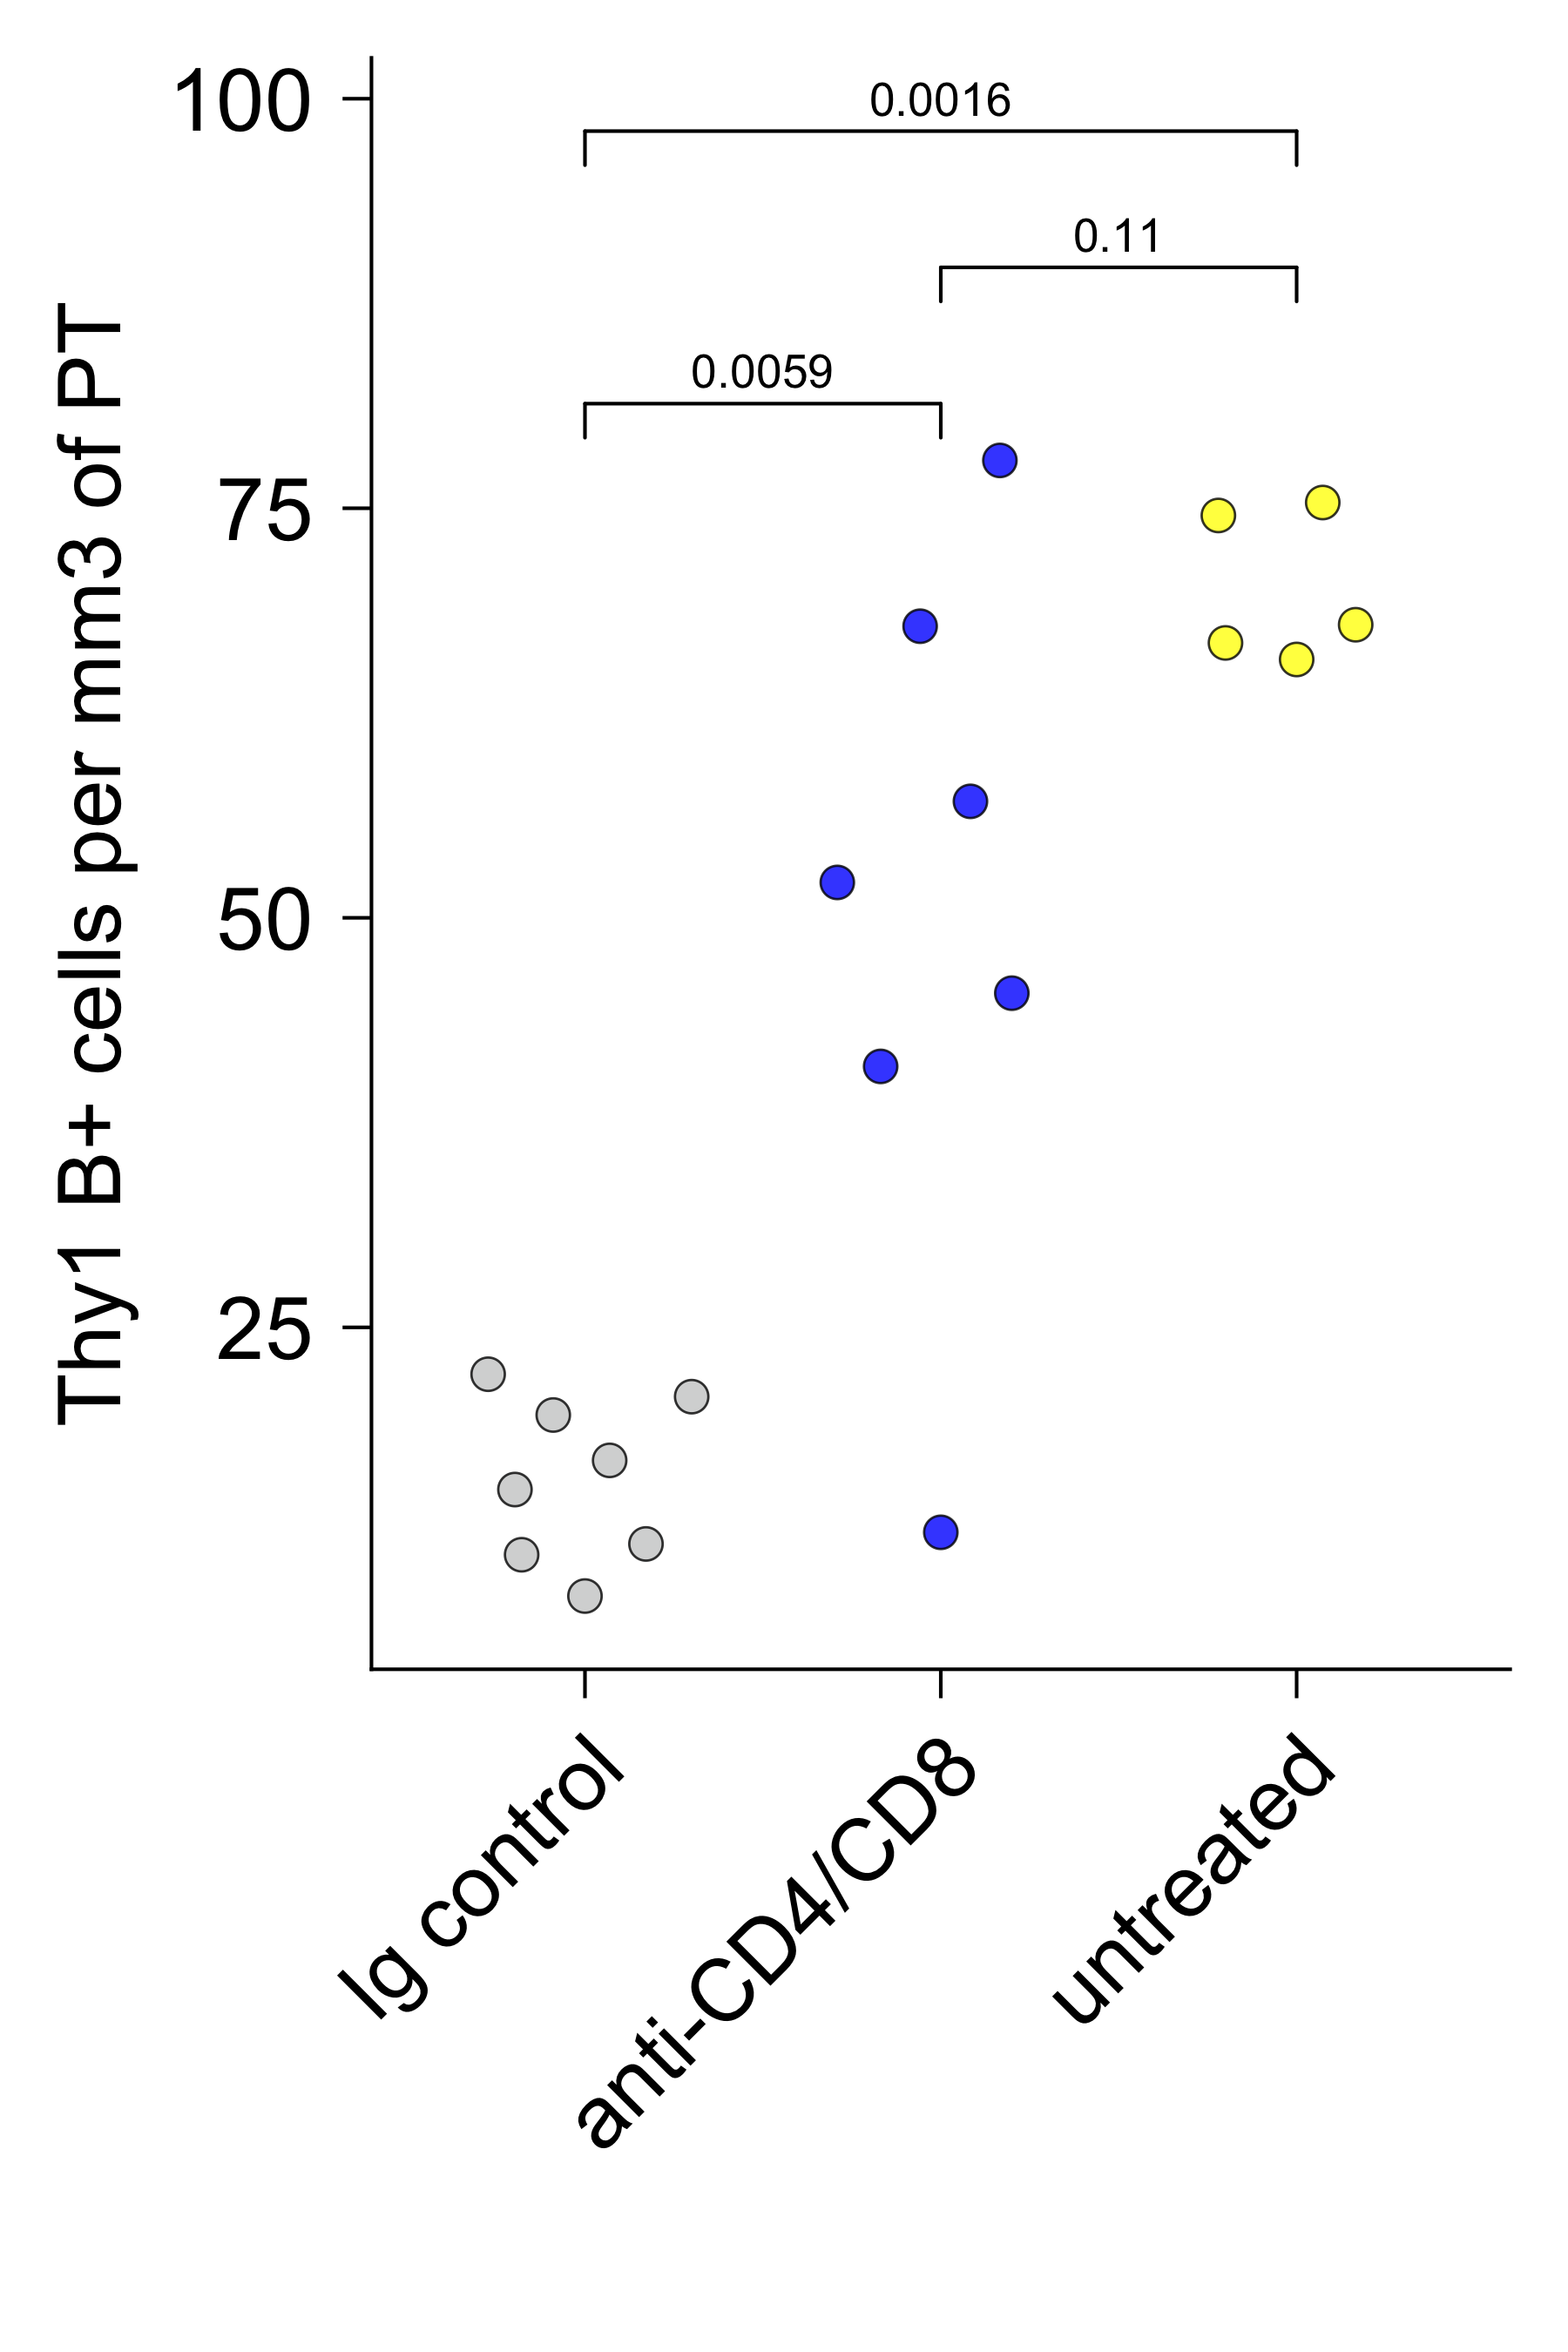 Thy1 B+ cells per mm3 of PT
100
75
50
25
0.0016
0.11
0.0059
Ig control
anti-CD4/CD8
untreated